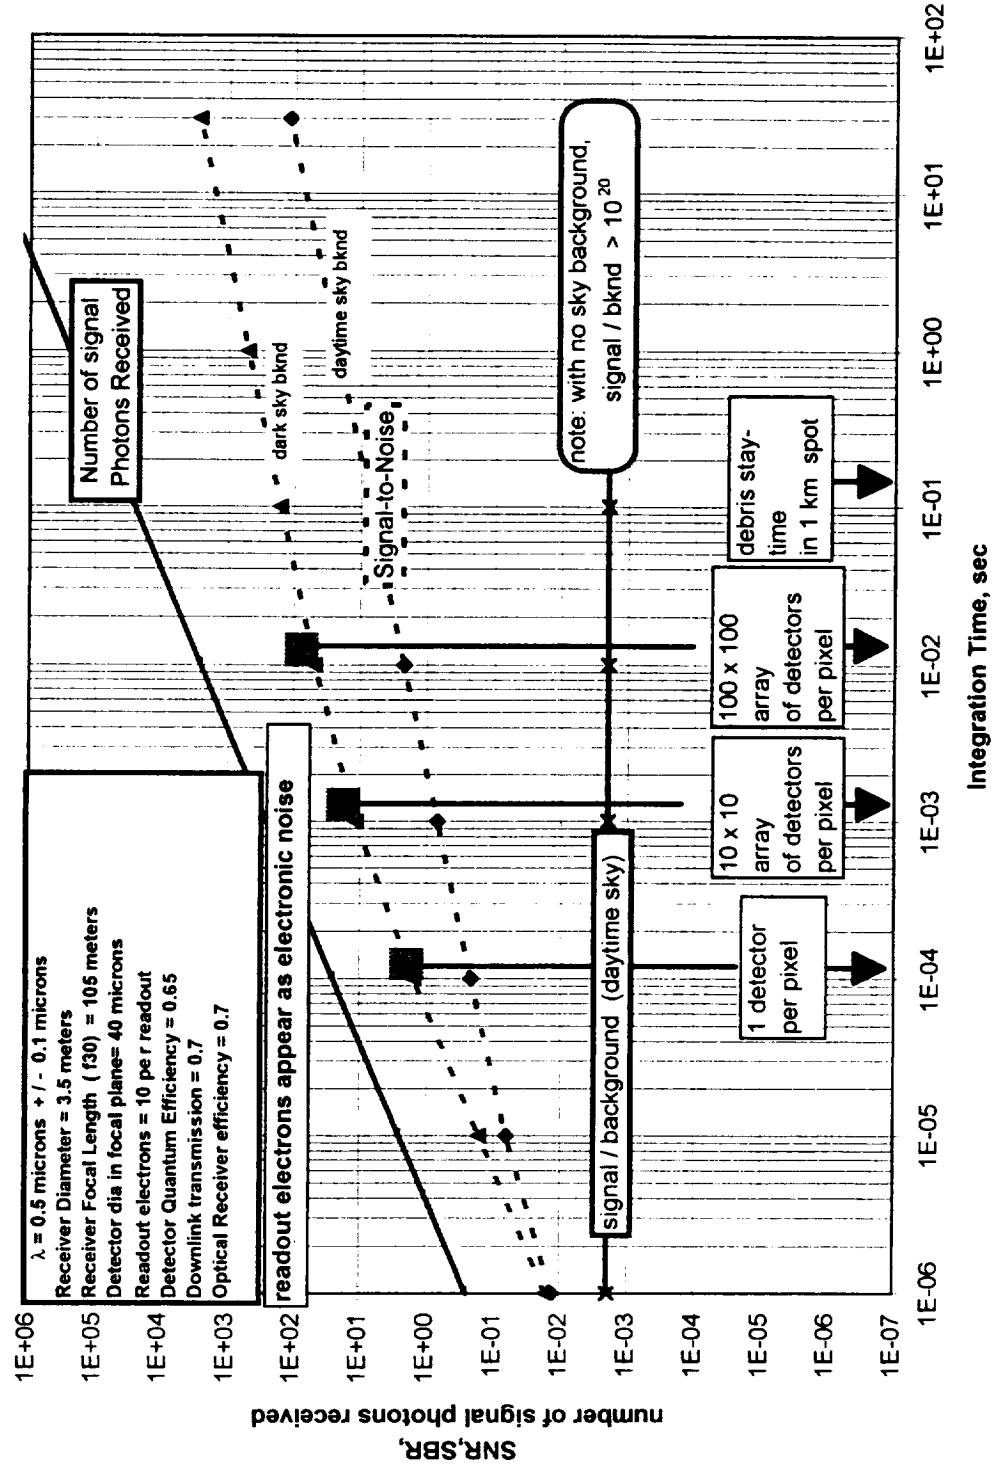 λ = 0.5 microns + / - 0.1 microns
Receiver Diameter = 3.5 meters
Receiver Focal Length ( f30) = 105 meters
Detector dia in focal plane= 40 microns
Readout electrons = 10 per readout
Detector Quantum Efficiency = 0.65
Downlink transmission = 0.7
Optical Receiver efficiency = 0.7
readout electrons appear as electronic noise
Number of signal
Photons Received
dark sky bknd
daytime sky bknd
Signal-to-Noise
note: with no sky background,
signal / bknd > 10²⁰
signal / background (daytime sky)
1 detector
per pixel
10 x 10
array
of detectors
per pixel
100 x 100
array
of detectors
per pixel
debris stay-
time
in 1 km spot
1E+06
1E+05
1E+04
1E+03
1E+02
1E+01
1E+00
1E-01
1E-02
1E-03
1E-04
1E-05
1E-06
1E-07
SNR,SBR,
number of signal photons received
1E-06
1E-05
1E-04
1E-03
1E-02
1E-01
1E+00
1E+01
1E+02
Integration Time, sec